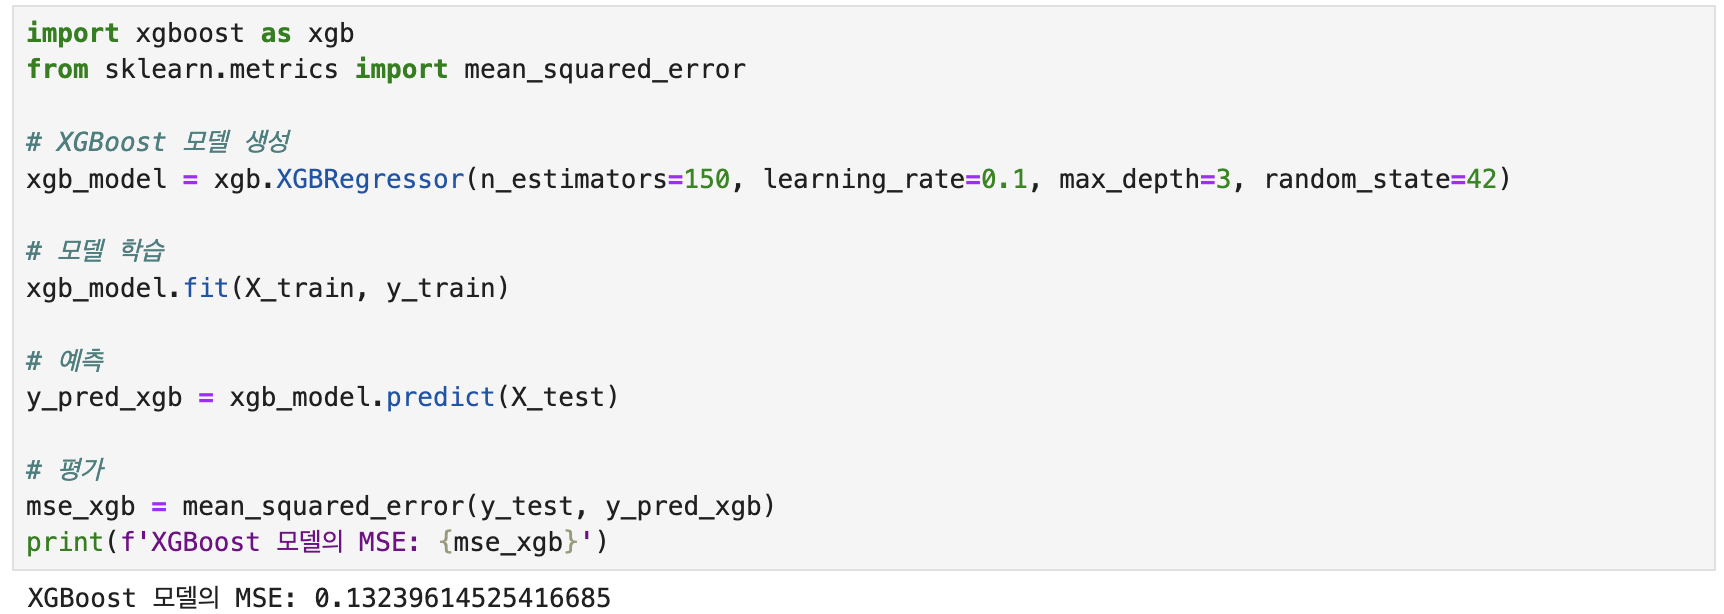 import xgboost as xgb
from sklearn.metrics import mean_squared_error
# XGBoost 모델 생성
xgb_model = xgb.XGBRegressor(n_estimators=150, learning_rate=0.1, max_depth=3, random_state=42)
# 모델 학습
xgb_model.fit(X_train, y_train)
# 예측
y_pred_xgb = xgb_model.predict(X_test)
# 평가
mse_xgb = mean_squared_error(y_test, y_pred_xgb)
print(f'XGBoost 모델의 MSE: {mse_xgb}')
XGBoost 모델의 MSE: 0.13239614525416685